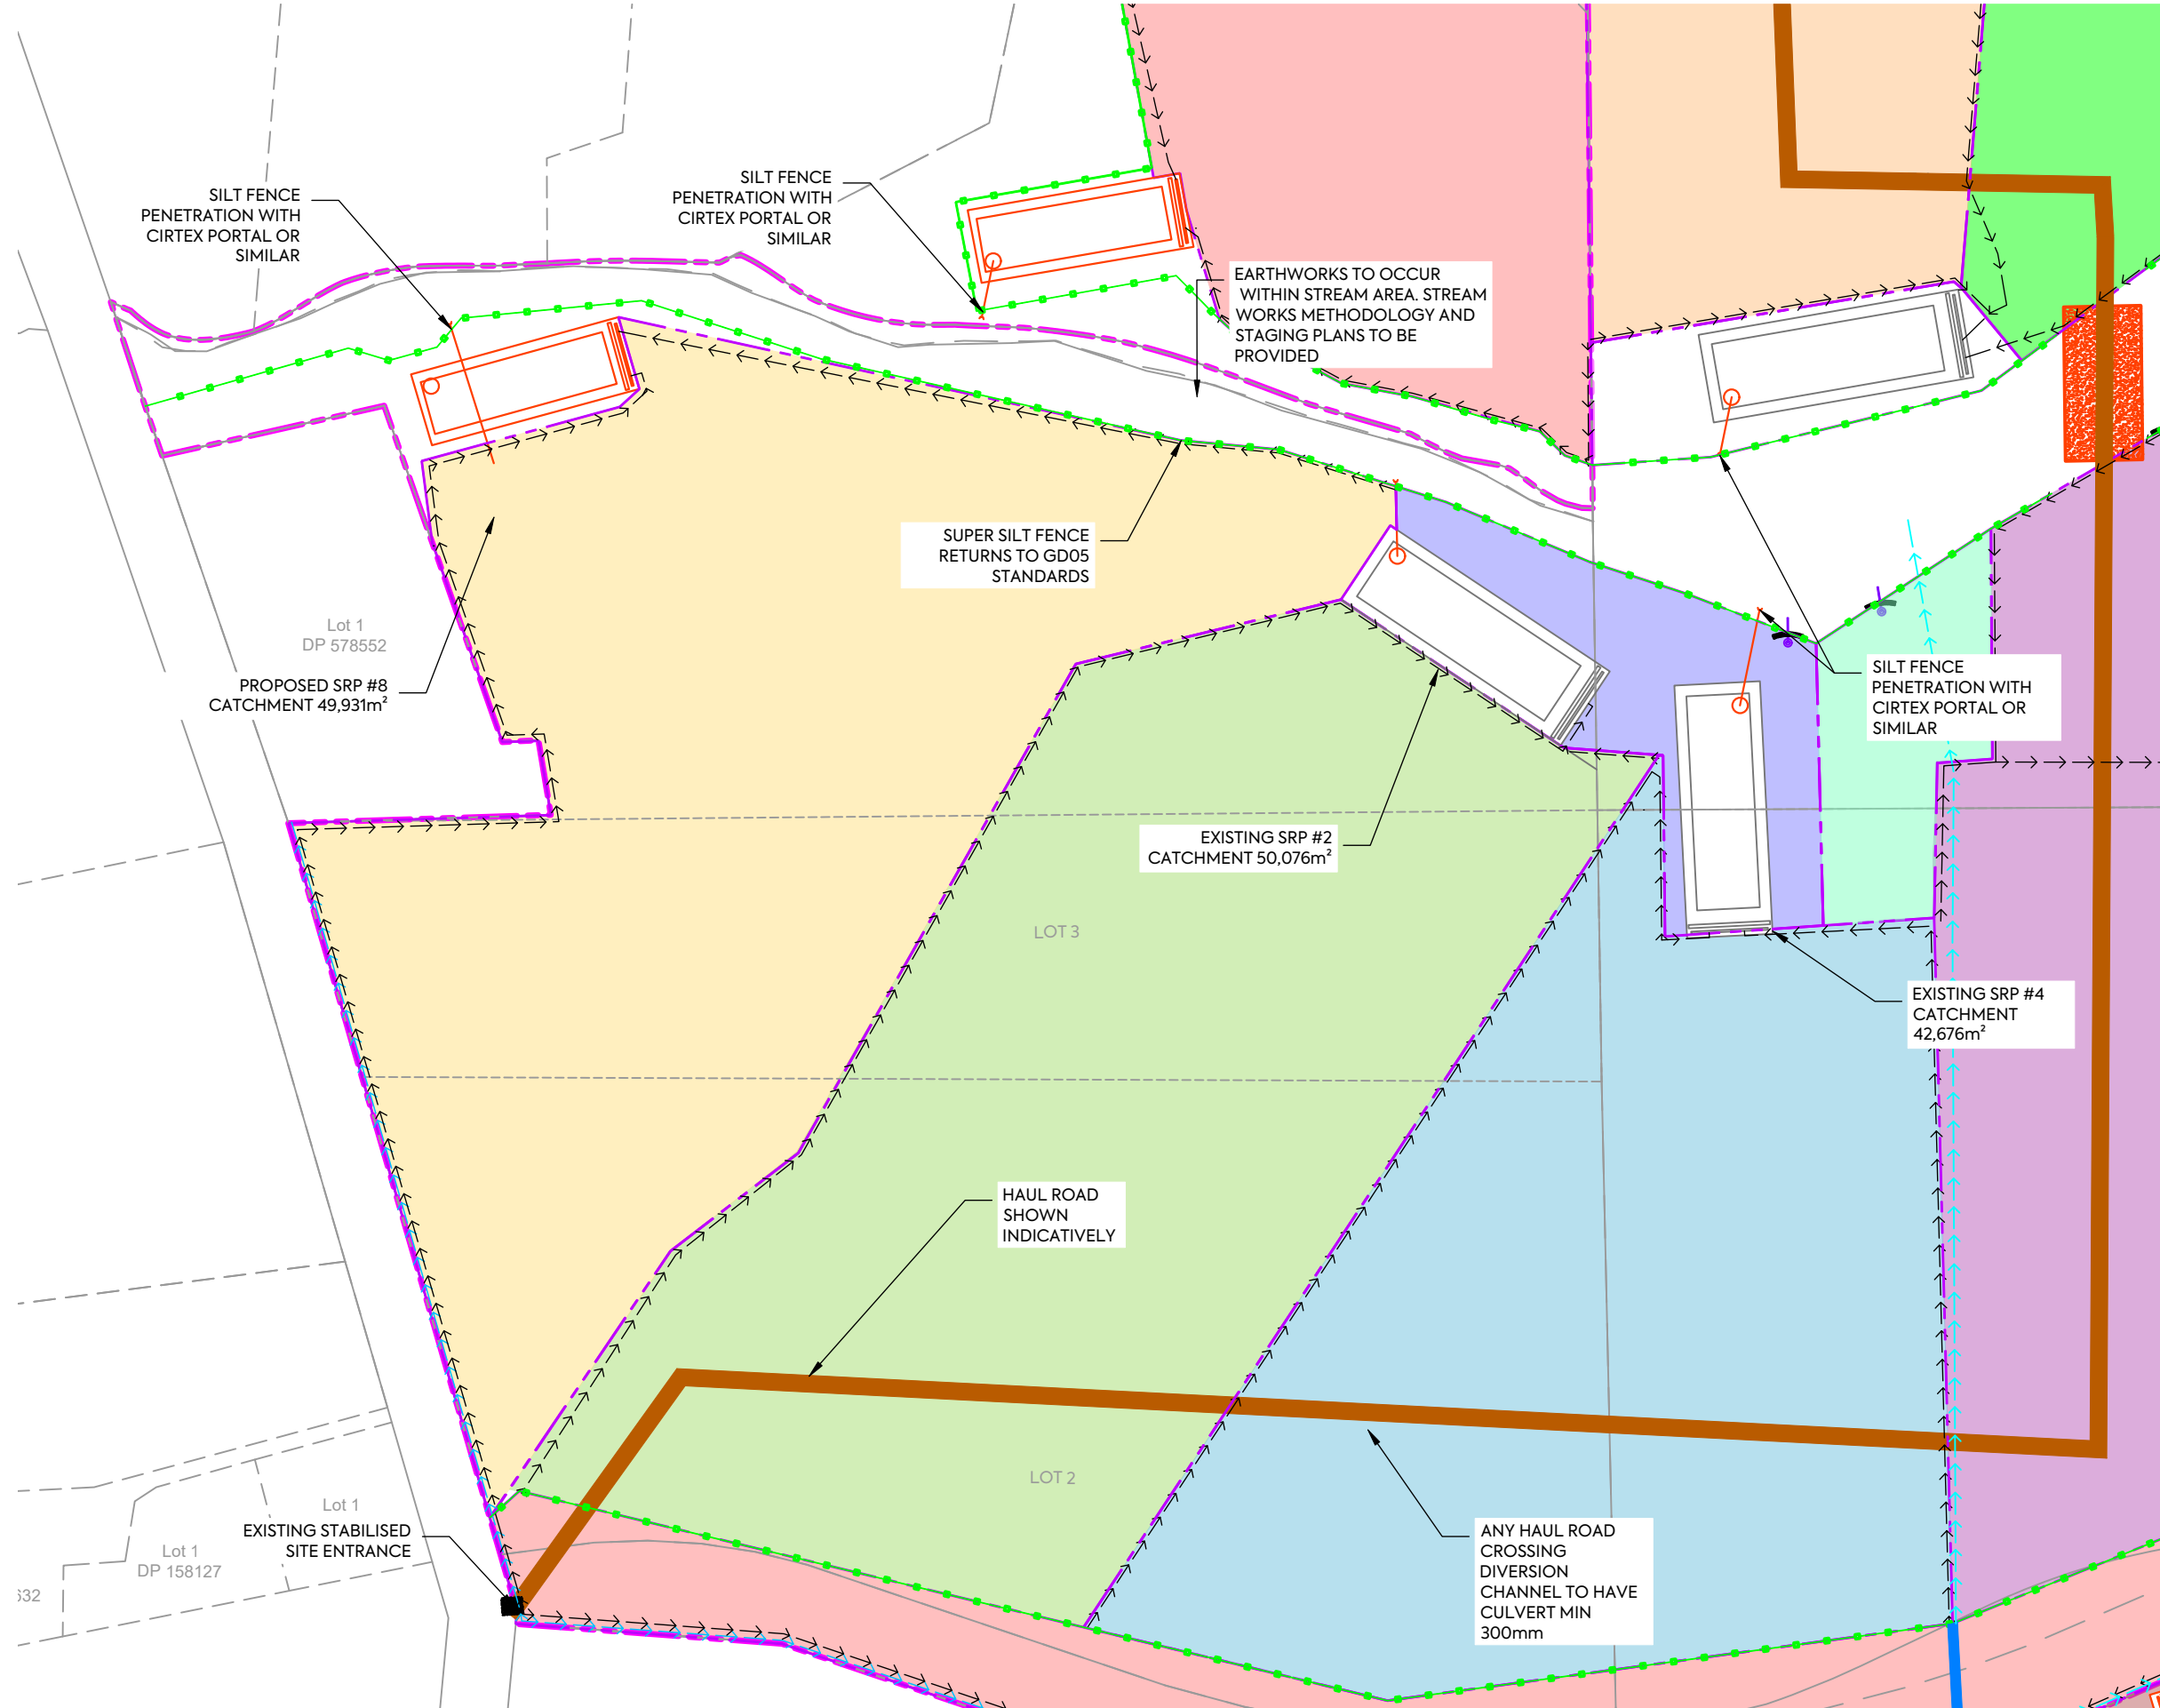 SILT FENCE
PENETRATION WITH
CIRTEX PORTAL OR
SIMILAR
SILT FENCE
PENETRATION WITH
CIRTEX PORTAL OR
SIMILAR
EARTHWORKS TO OCCUR
WITHIN STREAM AREA. STREAM
WORKS METHODOLOGY AND
STAGING PLANS TO BE
PROVIDED
SUPER SILT FENCE
RETURNS TO GD05
STANDARDS
Lot 1
DP 578552
PROPOSED SRP #8
CATCHMENT 49,931m²
SILT FENCE
PENETRATION WITH
CIRTEX PORTAL OR
SIMILAR
EXISTING SRP #2
CATCHMENT 50,076m²
LOT 3
EXISTING SRP #4
CATCHMENT
42,676m²
HAUL ROAD
SHOWN
INDICATIVELY
LOT 2
Lot 1
EXISTING STABILISED
SITE ENTRANCE
Lot 1
DP 158127
ANY HAUL ROAD
CROSSING
DIVERSION
CHANNEL TO HAVE
CULVERT MIN
300mm